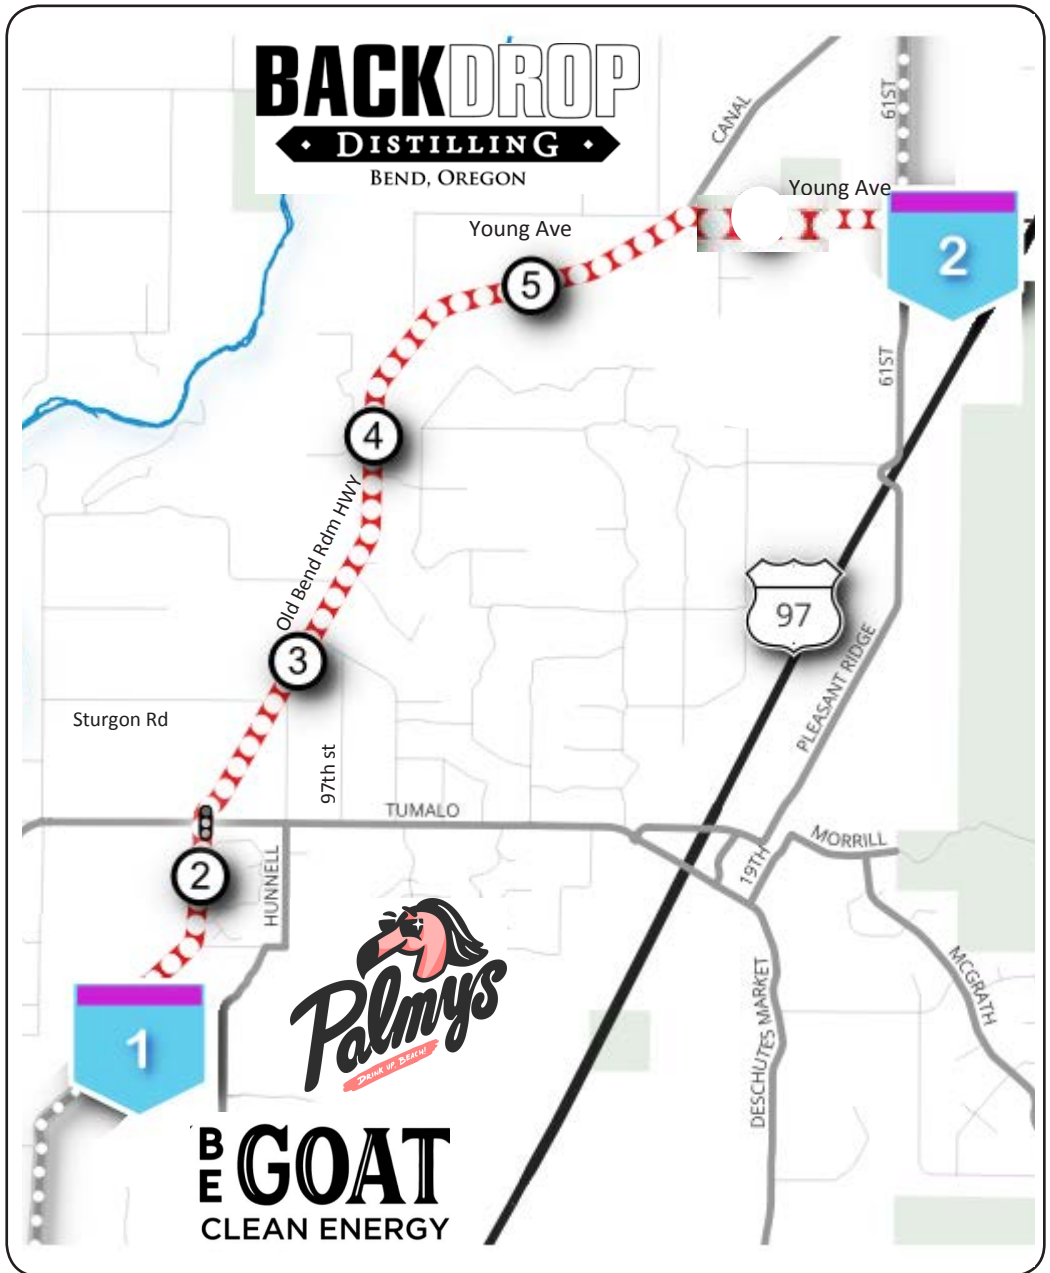 BACKDROP
DISTILLING
BEND, OREGON
CANAL
61ST
Young Ave
Young Ave
2
5
61ST
4
Old Bend Rdm HWY
97
3
PLEASANT RIDGE
Sturgon Rd
97th st
TUMALO
MORRILL
19TH
2
HUNNELL
Palmys
DRINK UP, BEACH!
MCGRATH
DESCHUTES MARKET
1
BE GOAT
CLEAN ENERGY